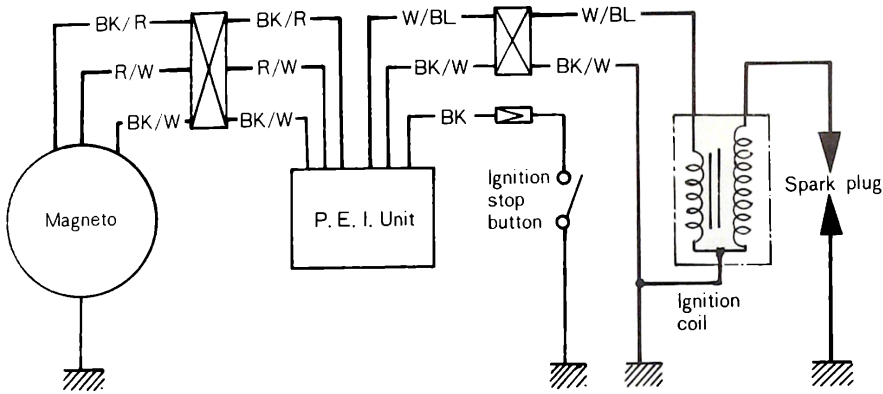 BK/R
BK/R
W/BL
W/BL
R/W
R/W
BK/W
BK/W
BK/W
BK/W
BK
Magneto
P. E. I. Unit
Ignition
stop
button
Spark plug
Ignition
coil